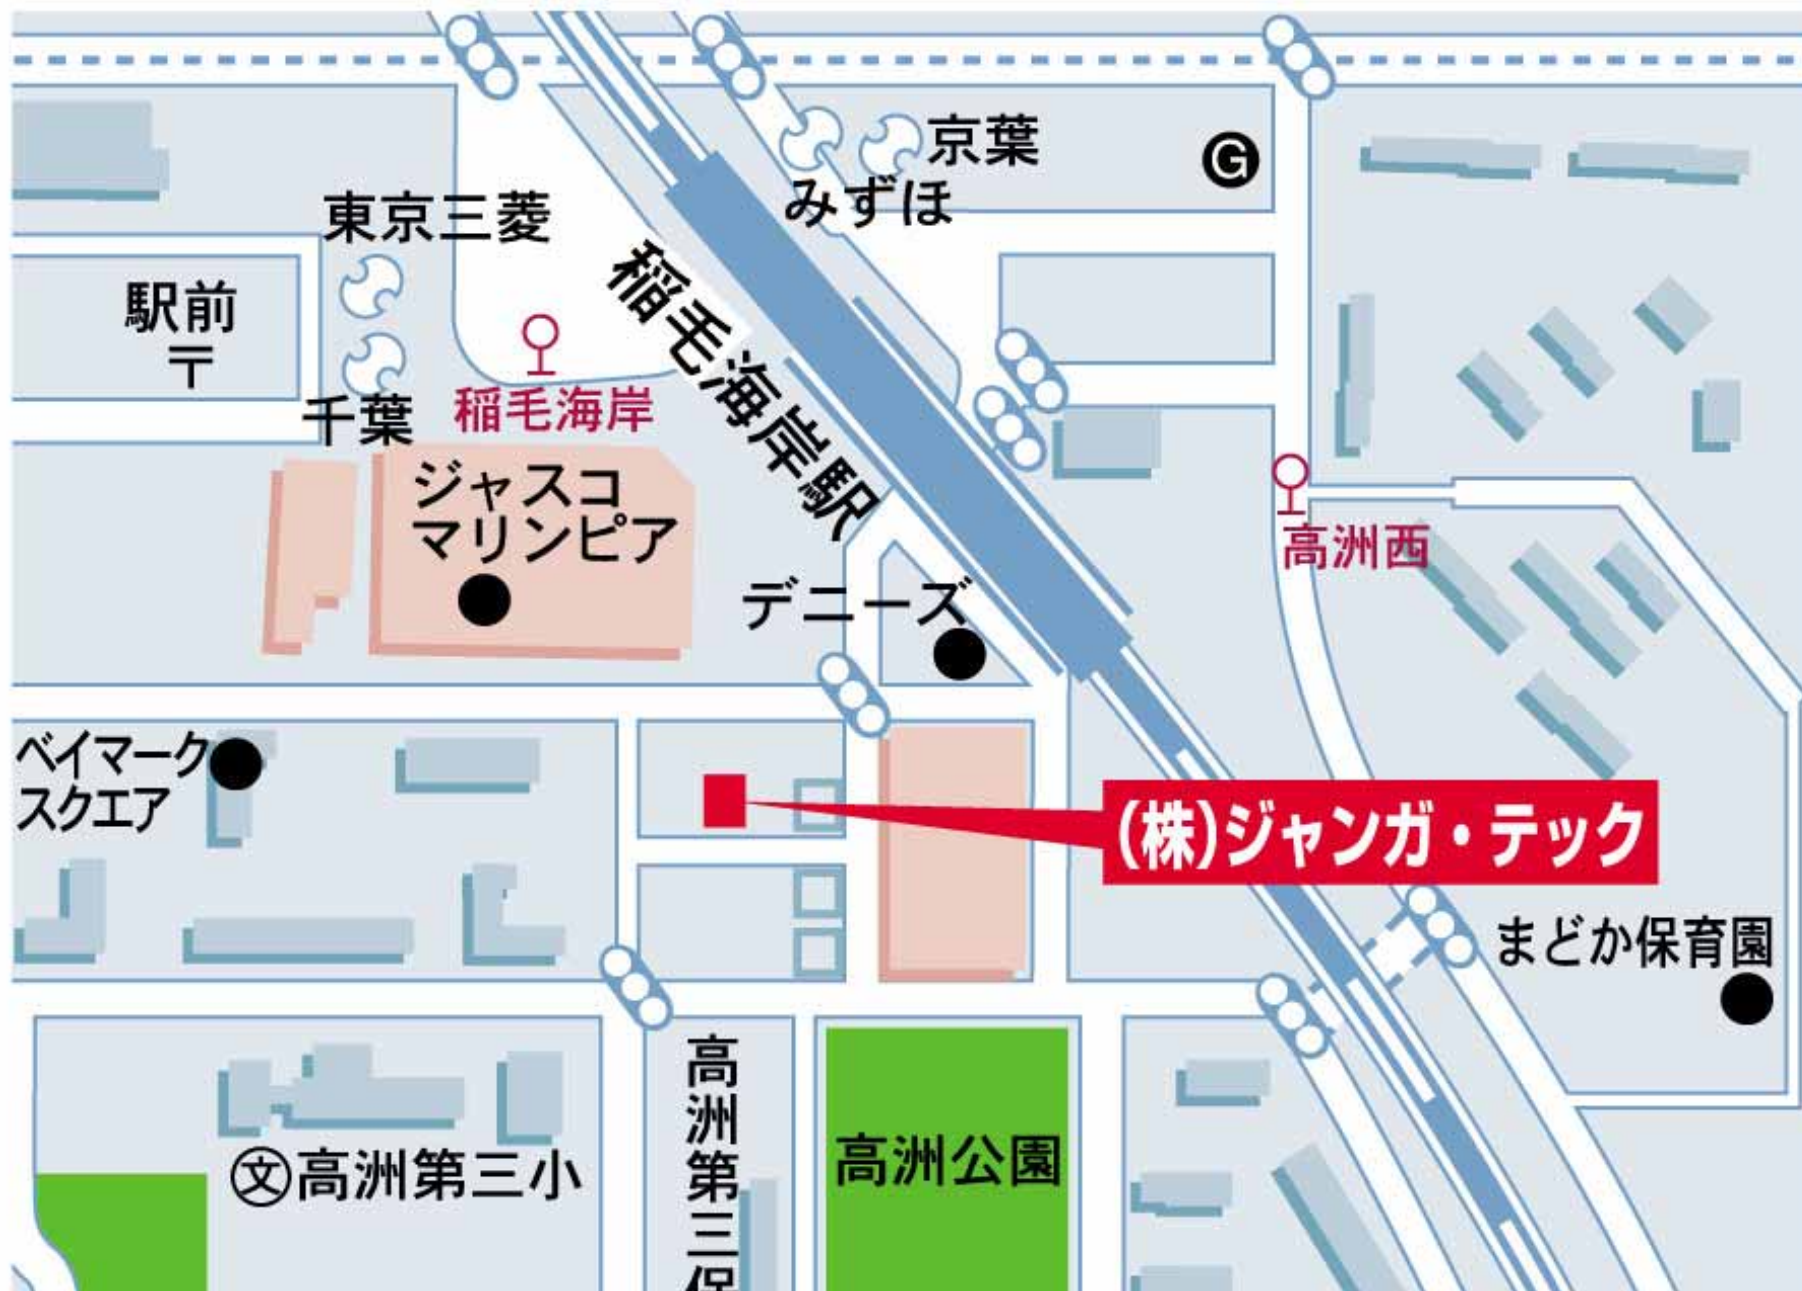 京葉
G
みずほ
東京三菱
駅前
〒
千葉
稲毛海岸
稲毛海岸駅
ジャスコ
マリンピア
高洲西
デニーズ
ベイマーク
スクエア
(株)ジャンガ・テック
まどか保育園
文高洲第三小
高洲第三保
高洲公園